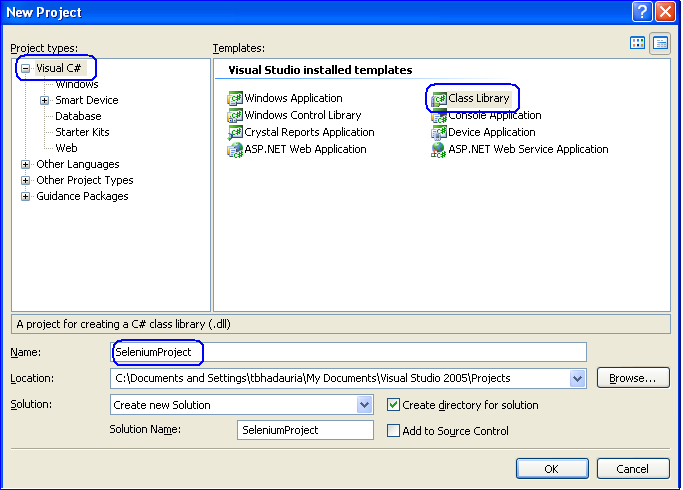 New Project
Project types:
Templates:
Visual C#
Windows
Smart Device
Database
Starter Kits
Web
Other Languages
Other Project Types
Guidance Packages
Visual Studio installed templates
Windows Application
Class Library
Windows Control Library
Console Application
Crystal Reports Application
Device Application
ASP.NET Web Application
ASP.NET Web Service Application
A project for creating a C# class library (.dll)
Name:
SeleniumProject
Location:
C:\Documents and Settings\tbhadauria\My Documents\Visual Studio 2005\Projects
Browse...
Solution:
Create new Solution
Create directory for solution
Solution Name:
SeleniumProject
Add to Source Control
OK
Cancel